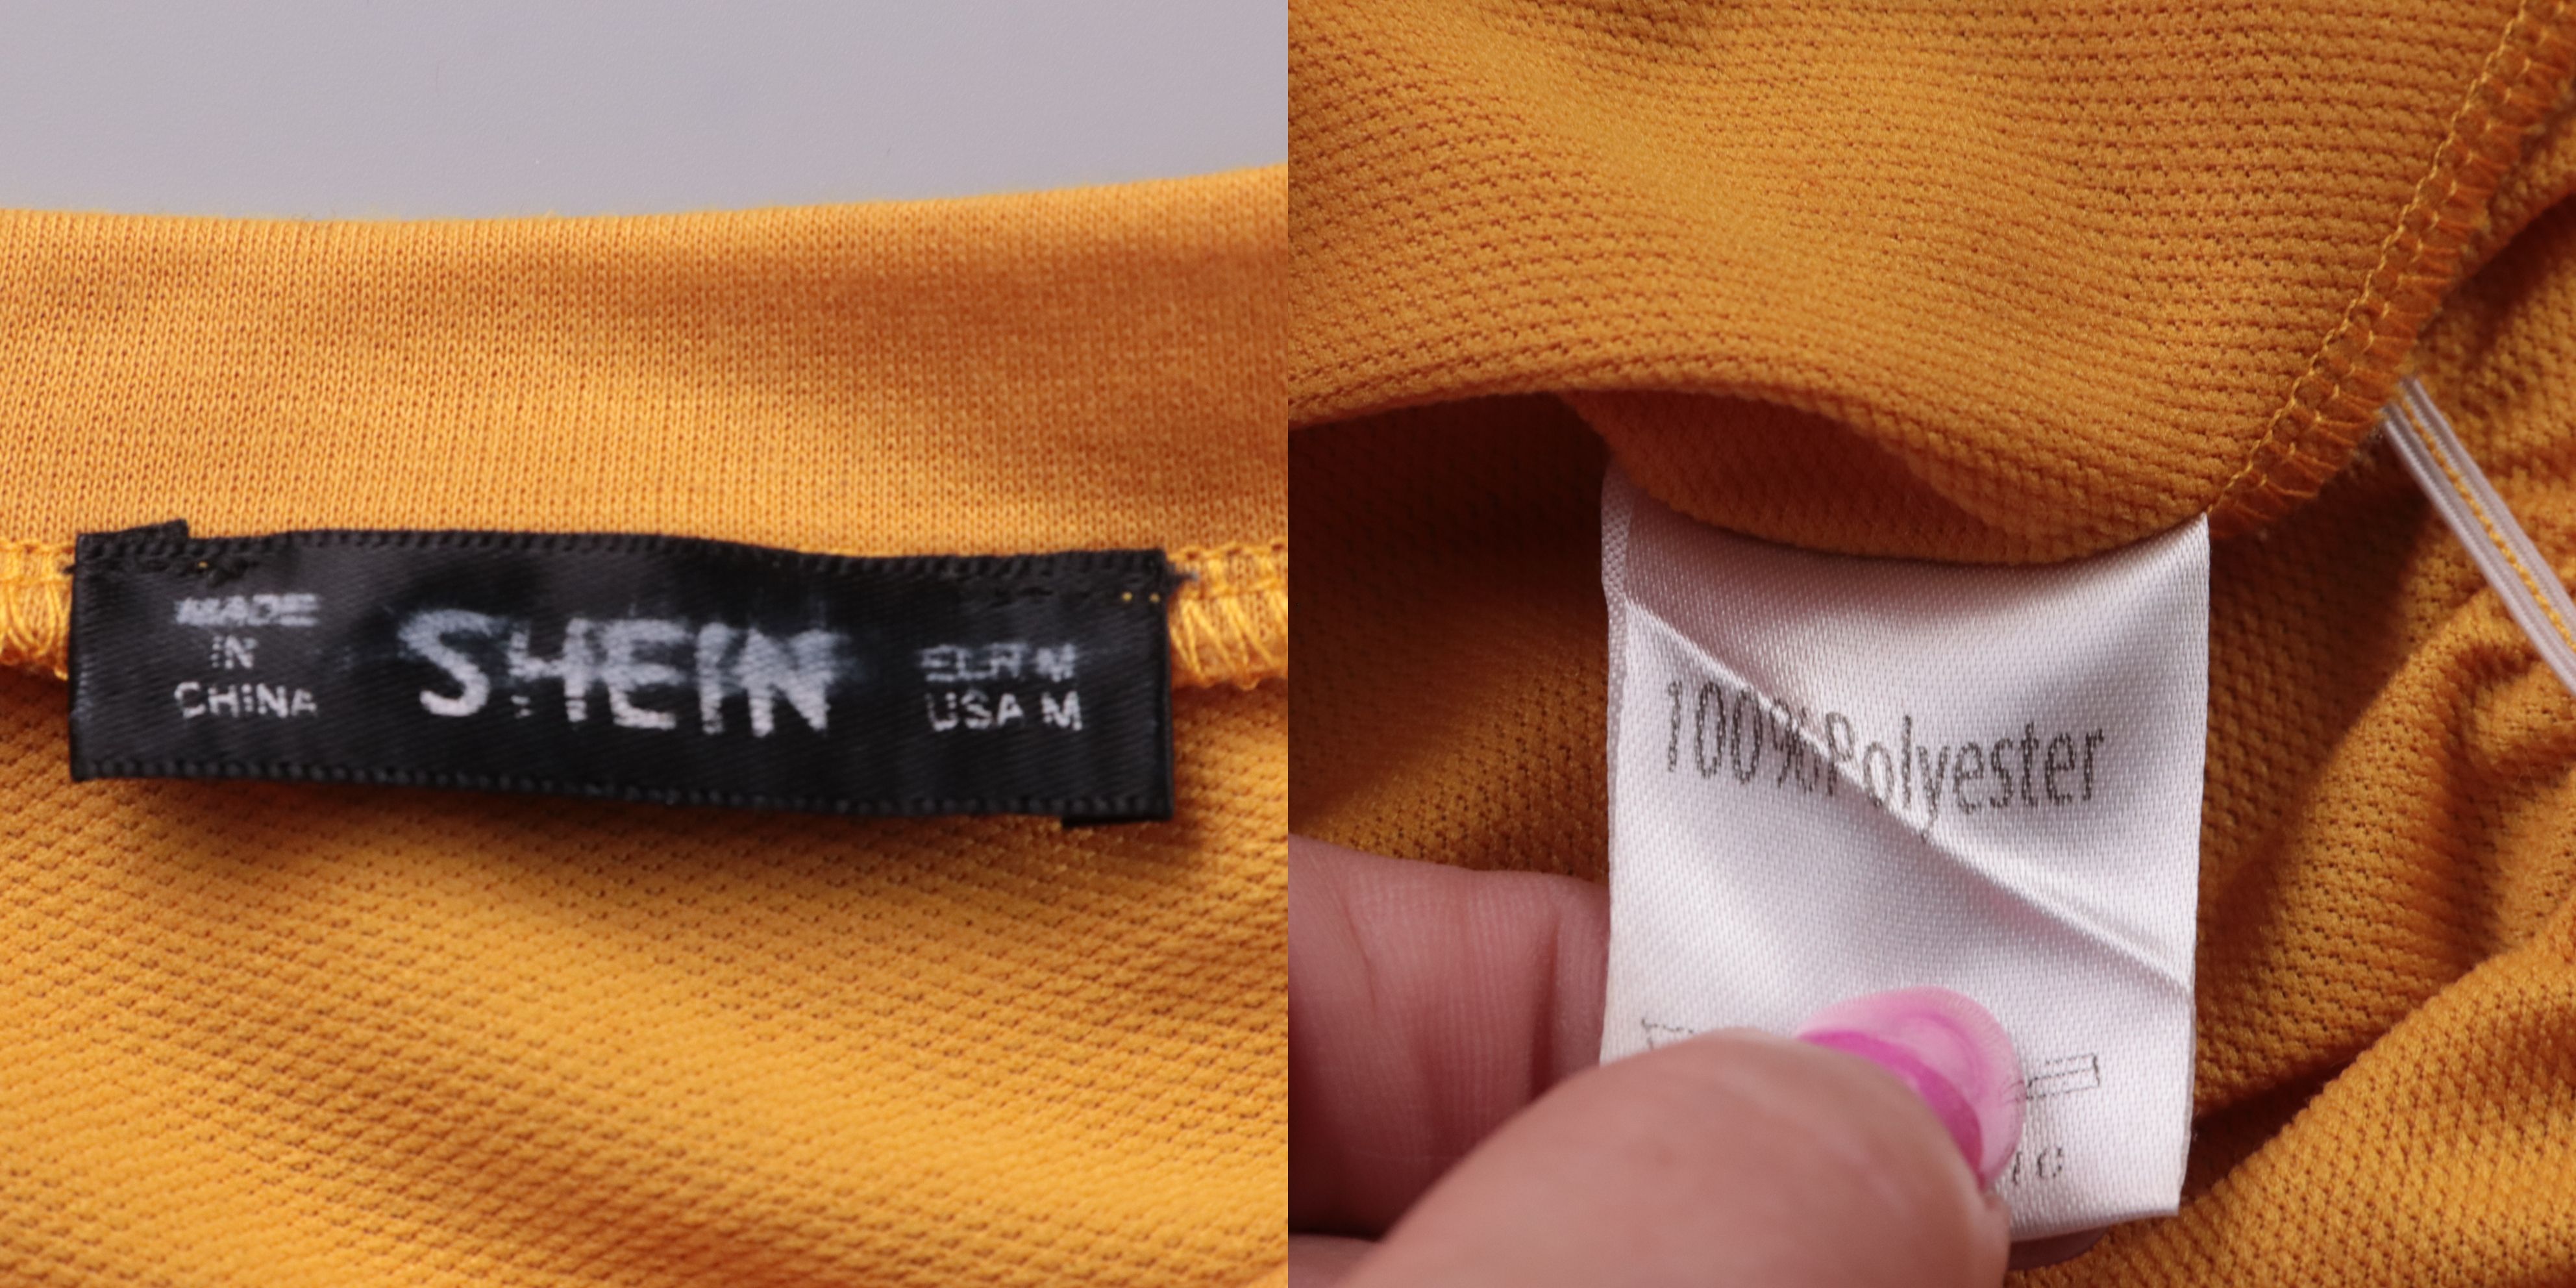 MADE
IN
CHINA
SHEIN
EUR M
USA M
100%Polyester